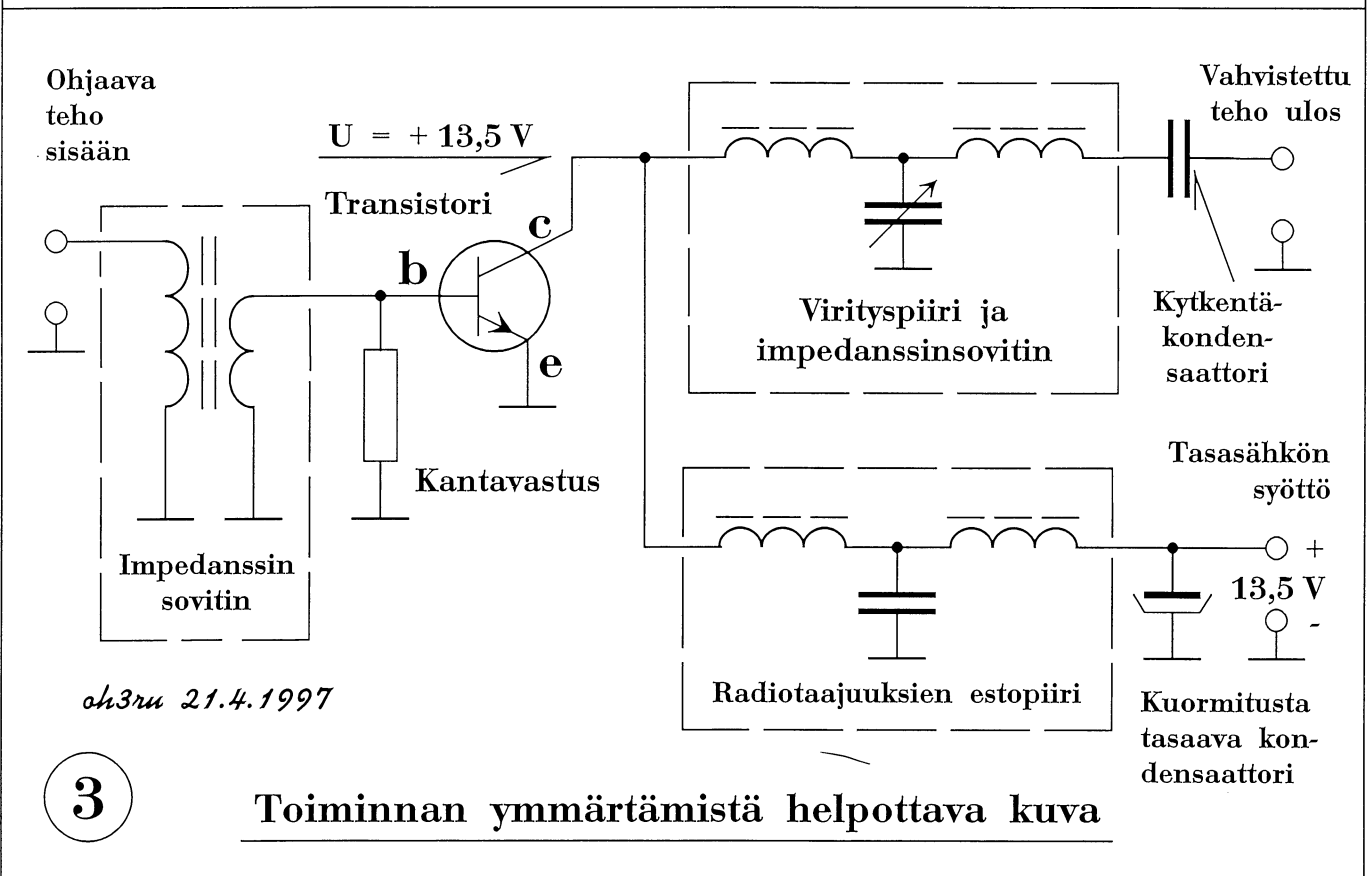 Ohjaava
teho
sisään
U = + 13,5 V
Transistori
c
b
e
Kantavastus
Impedanssin
sovitin
Virityspiiri ja
impedanssinsovitin
Vahvistettu
teho ulos
Kytkentä-
konden-
saattori
Tasasähkön
syöttö
+
13,5 V
-
Radiotaajuuksien estopiiri
Kuormitusta
tasaava kon-
densaattori
oh3ru 21.4.1997
3
Toiminnan ymmärtämistä helpottava kuva